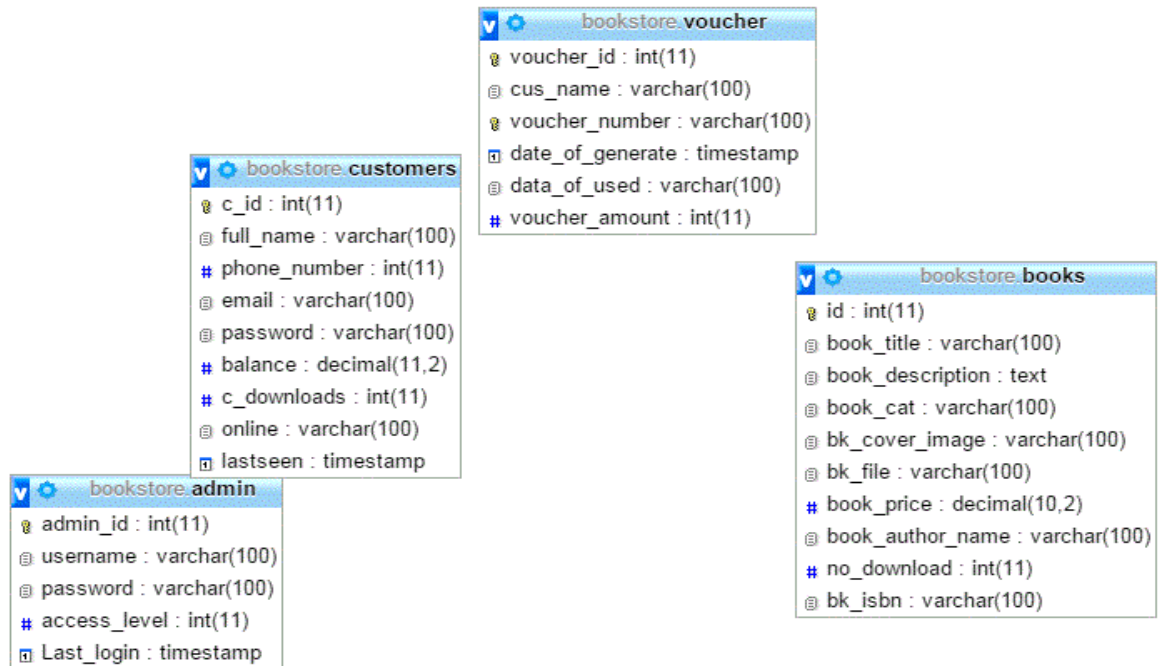 bookstore.voucher
voucher_id : int(11)
cus_name : varchar(100)
voucher_number : varchar(100)
date_of_generate : timestamp
data_of_used : varchar(100)
voucher_amount : int(11)
bookstore.customers
c_id : int(11)
full_name : varchar(100)
phone_number : int(11)
email : varchar(100)
password : varchar(100)
balance : decimal(11,2)
c_downloads : int(11)
online : varchar(100)
lastseen : timestamp
bookstore.books
id : int(11)
book_title : varchar(100)
book_description : text
book_cat : varchar(100)
bk_cover_image : varchar(100)
bk_file : varchar(100)
book_price : decimal(10,2)
book_author_name : varchar(100)
no_download : int(11)
bk_isbn : varchar(100)
bookstore.admin
admin_id : int(11)
username : varchar(100)
password : varchar(100)
access_level : int(11)
Last_login : timestamp